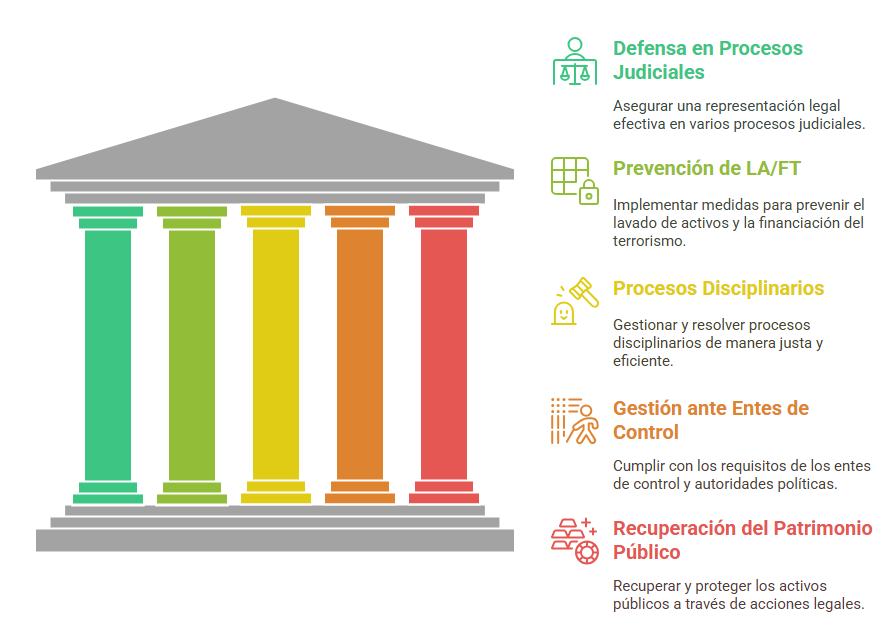 Defensa en Procesos
Judiciales
Asegurar una representación legal
efectiva en varios procesos judiciales.
Prevención de LA/FT
Implementar medidas para prevenir el
lavado de activos y la financiación del
terrorismo.
Procesos Disciplinarios
Gestionar y resolver procesos
disciplinarios de manera justa y
eficiente.
Gestión ante Entes de
Control
Cumplir con los requisitos de los entes
de control y autoridades políticas.
Recuperación del Patrimonio
Público
Recuperar y proteger los activos
públicos a través de acciones legales.